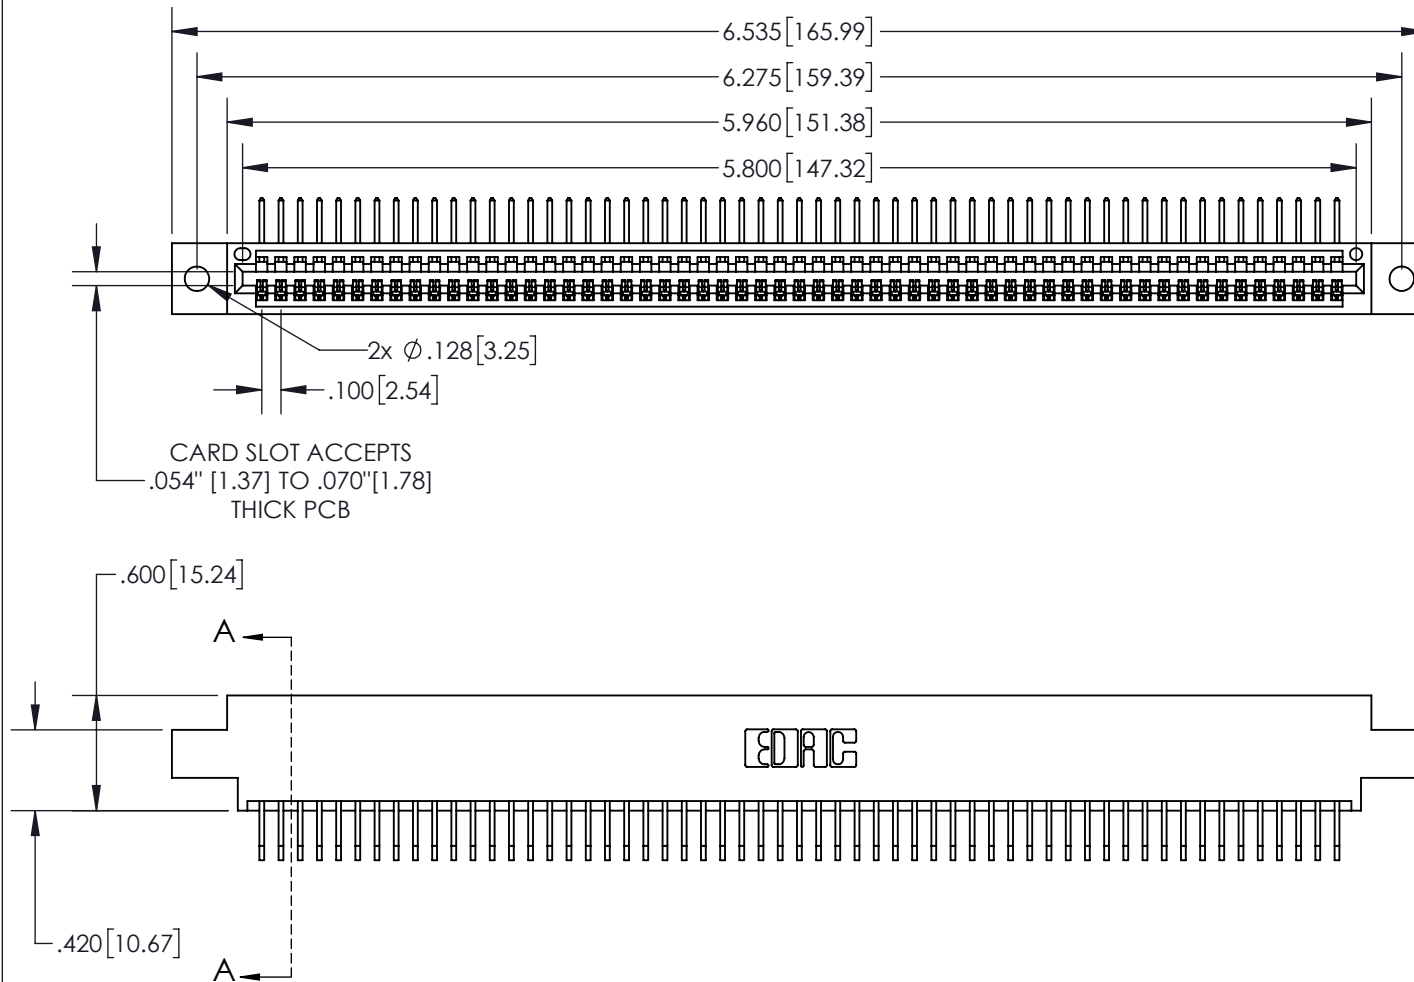 6.535[165.99]
6.275[159.39]
5.960[151.38]
5.800[147.32]
2x Ø.128[3.25]
.100[2.54]
CARD SLOT ACCEPTS
.054" [1.37] TO .070"[1.78]
THICK PCB
.600[15.24]
A
EDAC
.420[10.67]
A